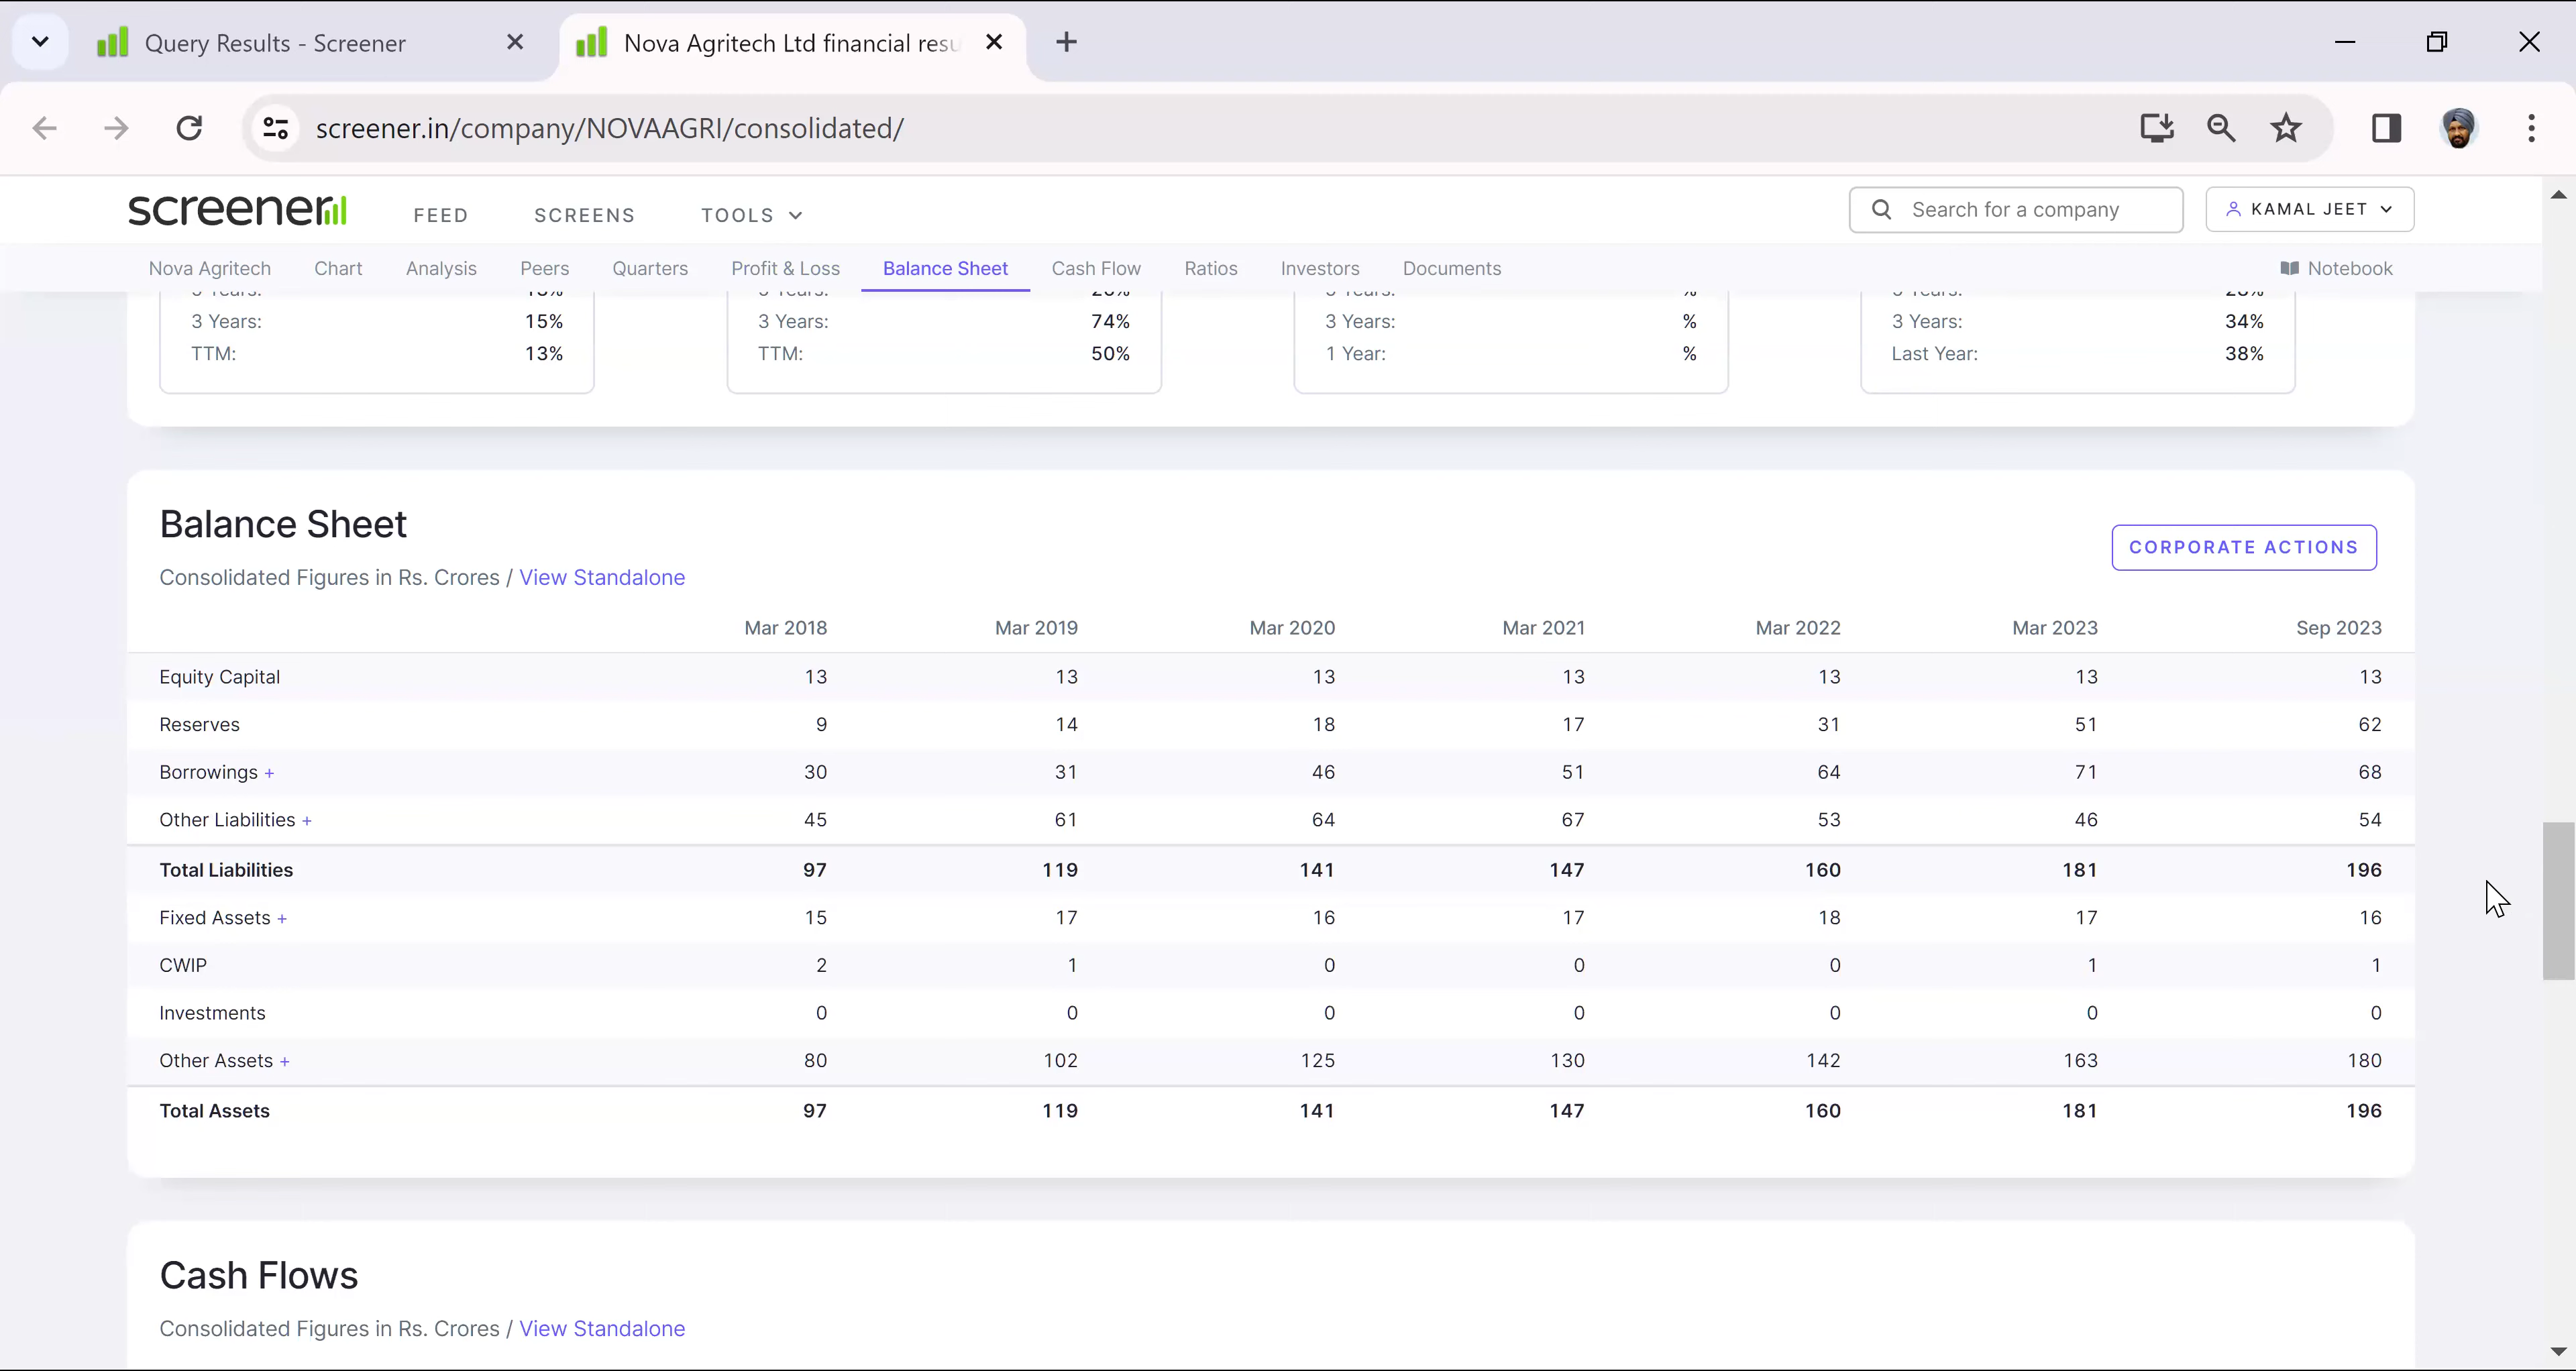 Query Results - Screener
Nova Agritech Ltd financial resu
screener.in/company/NOVAAGRI/consolidated/
screener
FEED SCREENS TOOLS
Search for a company
KAMAL JEET
Nova Agritech Chart Analysis Peers Quarters Profit & Loss Balance Sheet Cash Flow Ratios Investors Documents Notebook
3 Years: 15% 3 Years: 74% 3 Years: % 3 Years: 34%
TTM: 13% TTM: 50% 1 Year: % Last Year: 38%
Balance Sheet
CORPORATE ACTIONS
Consolidated Figures in Rs. Crores / View Standalone
Mar 2018 Mar 2019 Mar 2020 Mar 2021 Mar 2022 Mar 2023 Sep 2023
Equity Capital 13 13 13 13 13 13 13
Reserves 9 14 18 17 31 51 62
Borrowings + 30 31 46 51 64 71 68
Other Liabilities + 45 61 64 67 53 46 54
Total Liabilities 97 119 141 147 160 181 196
Fixed Assets + 15 17 16 17 18 17 16
CWIP 2 1 0 0 0 1 1
Investments 0 0 0 0 0 0 0
Other Assets + 80 102 125 130 142 163 180
Total Assets 97 119 141 147 160 181 196
Cash Flows
Consolidated Figures in Rs. Crores / View Standalone